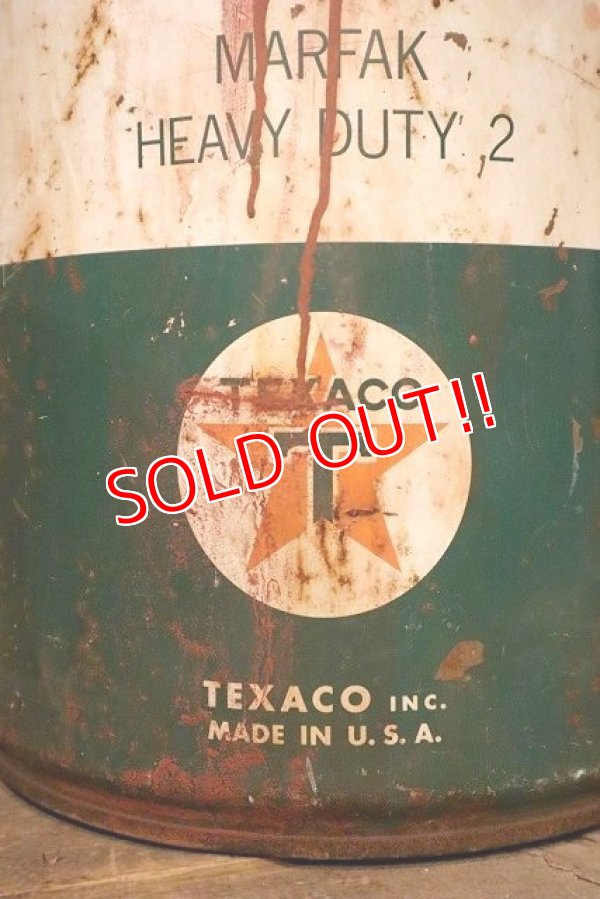 MARFAK
HEAVY DUTY 2
TEXACO
T
SOLD OUT!!
TEXACO INC.
MADE IN U.S.A.